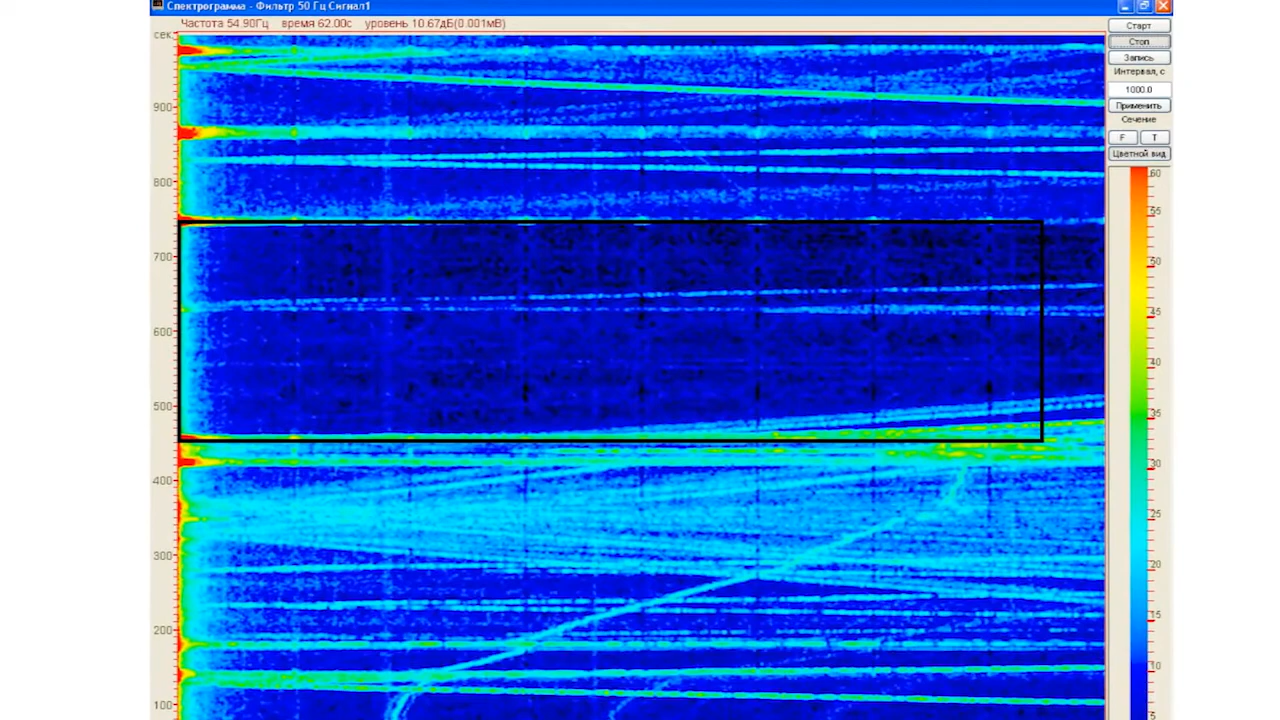 Спектрограмма - Фильтр 50 Гц Сигнал1
Частота 54.90Гц время 62.00с уровень 10.67дБ(0.001мВ)
сек.
900
800
700
600
500
400
300
200
100
Старт
Стоп
Запись
Интервал, с
1000.0
Применить
Сечение
F T
Цветной вид
60
55
50
45
40
35
30
25
20
15
10
5